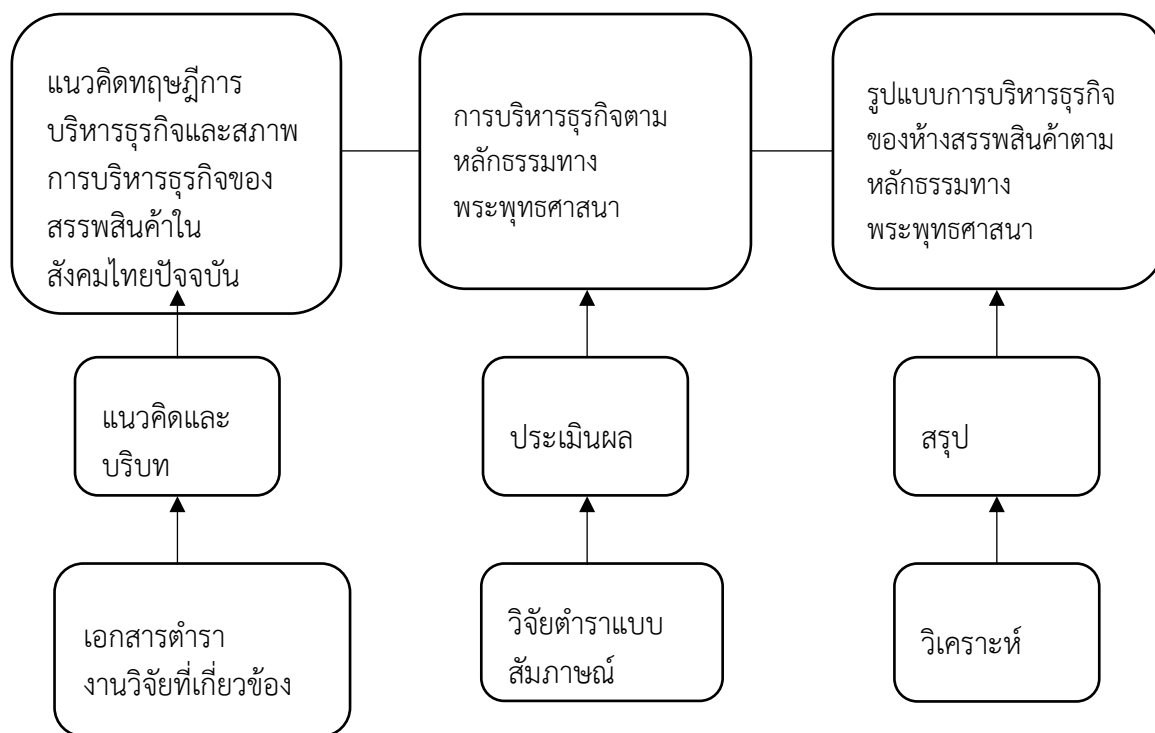 แนวคิดทฤษฎีการ
บริหารธุรกิจและสภาพ
การบริหารธุรกิจของ
สรรพสินค้าใน
สังคมไทยปัจจุบัน
การบริหารธุรกิจตาม
หลักธรรมทาง
พระพุทธศาสนา
รูปแบบการบริหารธุรกิจ
ของห้างสรรพสินค้าตาม
หลักธรรมทาง
พระพุทธศาสนา
แนวคิดและ
บริบท
ประเมินผล
สรุป
เอกสารตำรา
งานวิจัยที่เกี่ยวข้อง
วิจัยตำราแบบ
สัมภาษณ์
วิเคราะห์